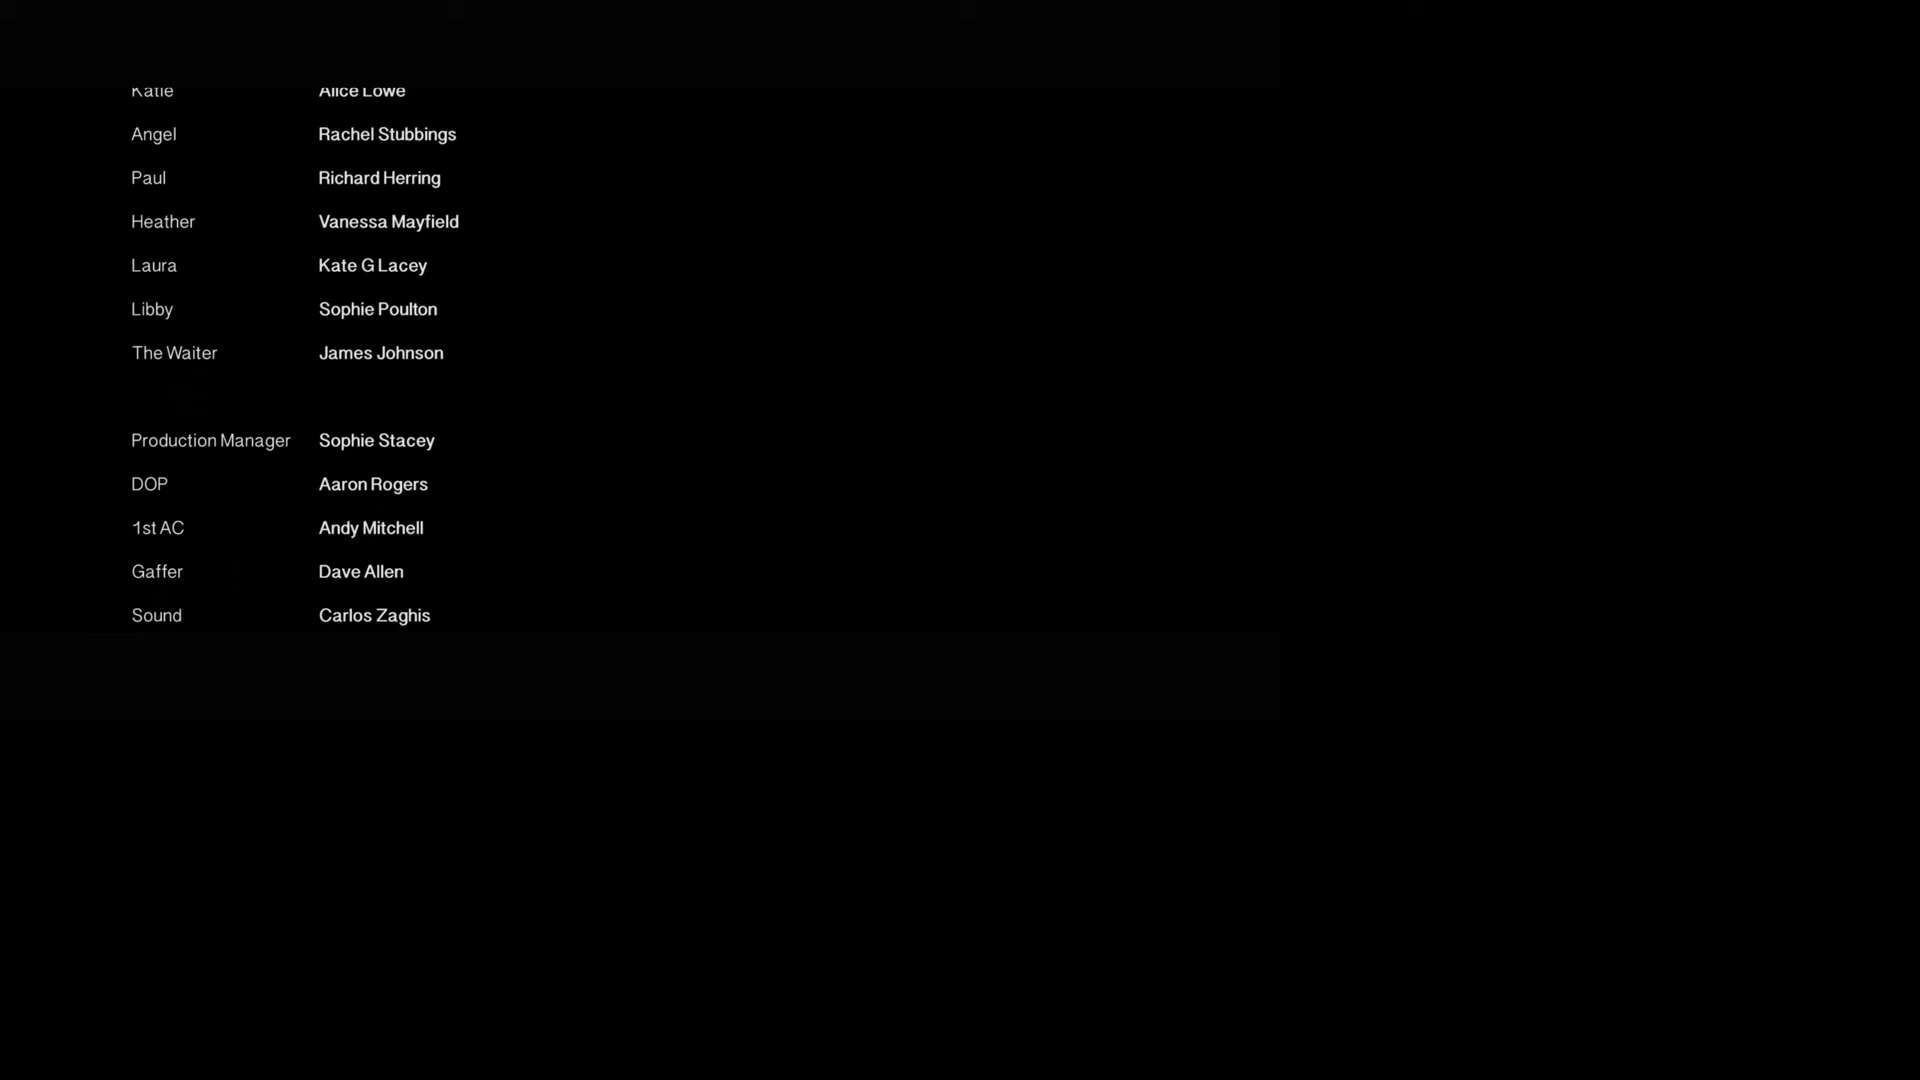 Katie Alice Lowe
Angel Rachel Stubbings
Paul Richard Herring
Heather Vanessa Mayfield
Laura Kate G Lacey
Libby Sophie Poulton
The Waiter James Johnson
Production Manager Sophie Stacey
DOP Aaron Rogers
1st AC Andy Mitchell
Gaffer Dave Allen
Sound Carlos Zaghis